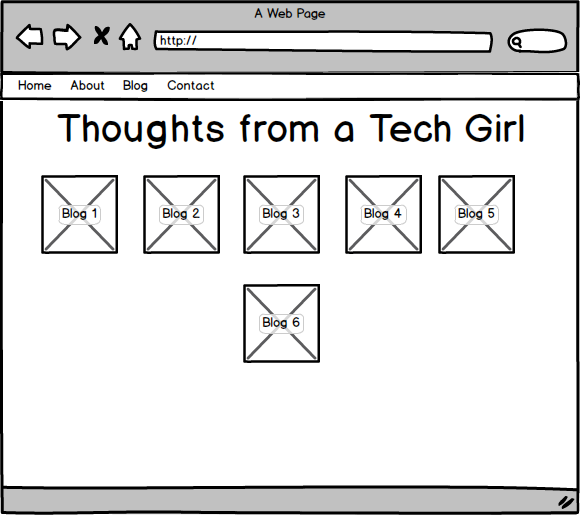 A Web Page
http://
Home About Blog Contact
Thoughts from a Tech Girl
Blog 1 Blog 2 Blog 3 Blog 4 Blog 5
Blog 6